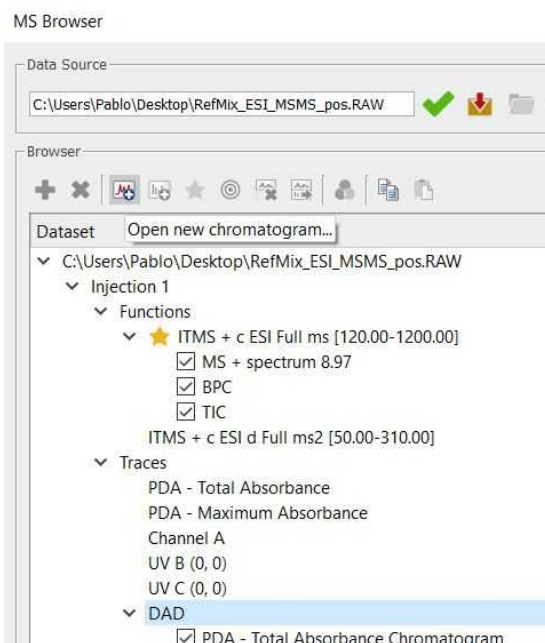 MS Browser
Data Source
C:\Users\Pablo\Desktop\RefMix_ESI_MSMS_pos.RAW
Browser
Dataset
Open new chromatogram...
C:\Users\Pablo\Desktop\RefMix_ESI_MSMS_pos.RAW
Injection 1
Functions
ITMS + c ESI Full ms [120.00-1200.00]
MS + spectrum 8.97
BPC
TIC
ITMS + c ESI d Full ms2 [50.00-310.00]
Traces
PDA - Total Absorbance
PDA - Maximum Absorbance
Channel A
UV B (0, 0)
UV C (0, 0)
DAD
PDA - Total Absorbance Chromatogram